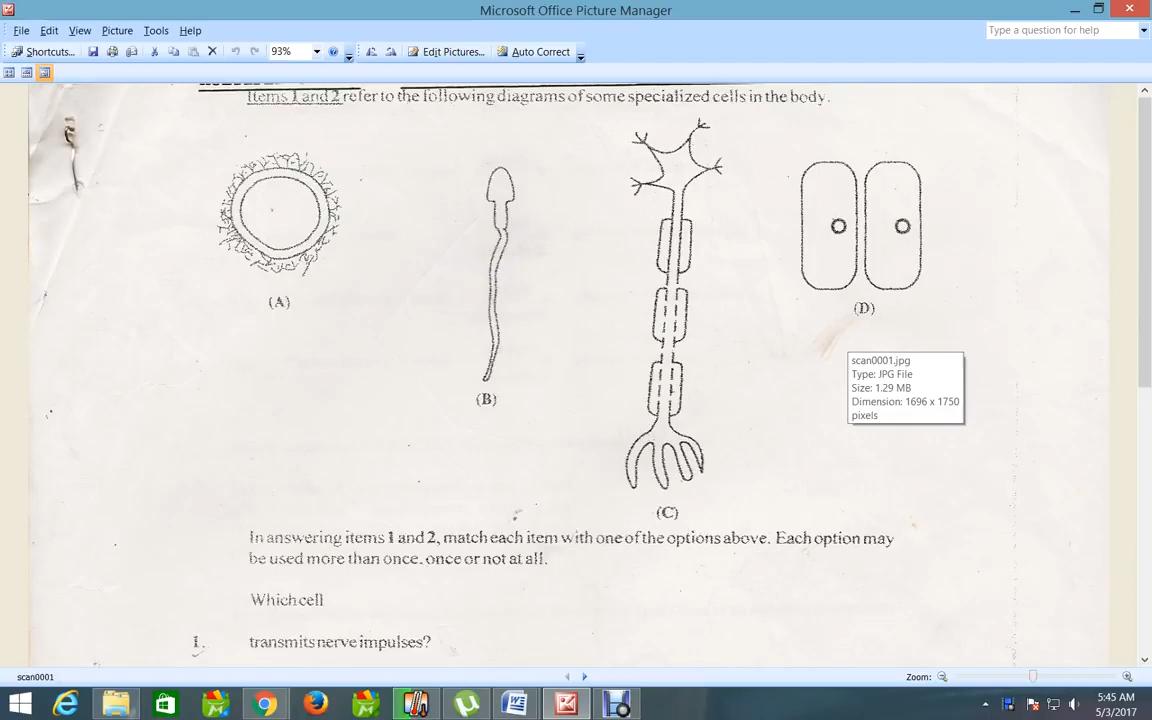 Microsoft Office Picture Manager
File Edit View Picture Tools Help
Type a question for help
Shortcuts...
93%
Edit Pictures...
Auto Correct
Items 1 and 2 refer to the following diagrams of some specialized cells in the body.
(A)
(B)
(C)
(D)
scan0001.jpg
Type: JPG File
Size: 1.29 MB
Dimension: 1696 x 1750
pixels
In answering items 1 and 2, match each item with one of the options above. Each option may
be used more than once, once or not at all.
Which cell
1. transmits nerve impulses?
scan0001
Zoom:
5:45 AM
5/3/2017